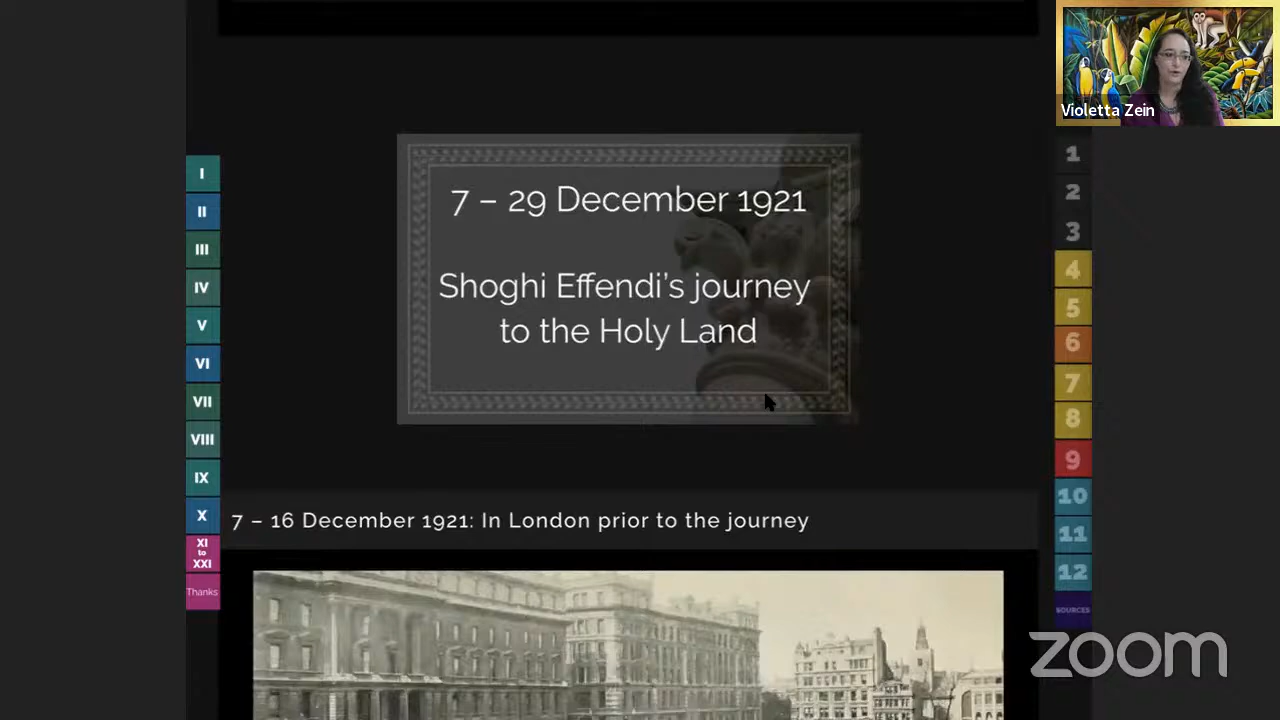 Violetta Zein
7 – 29 December 1921
Shoghi Effendi's journey
to the Holy Land
I
II
III
IV
V
VI
VII
VIII
IX
X
XI
to
XXI
Thanks
1
2
3
4
5
6
7
8
9
10
11
12
SOURCES
7 – 16 December 1921: In London prior to the journey
zoom